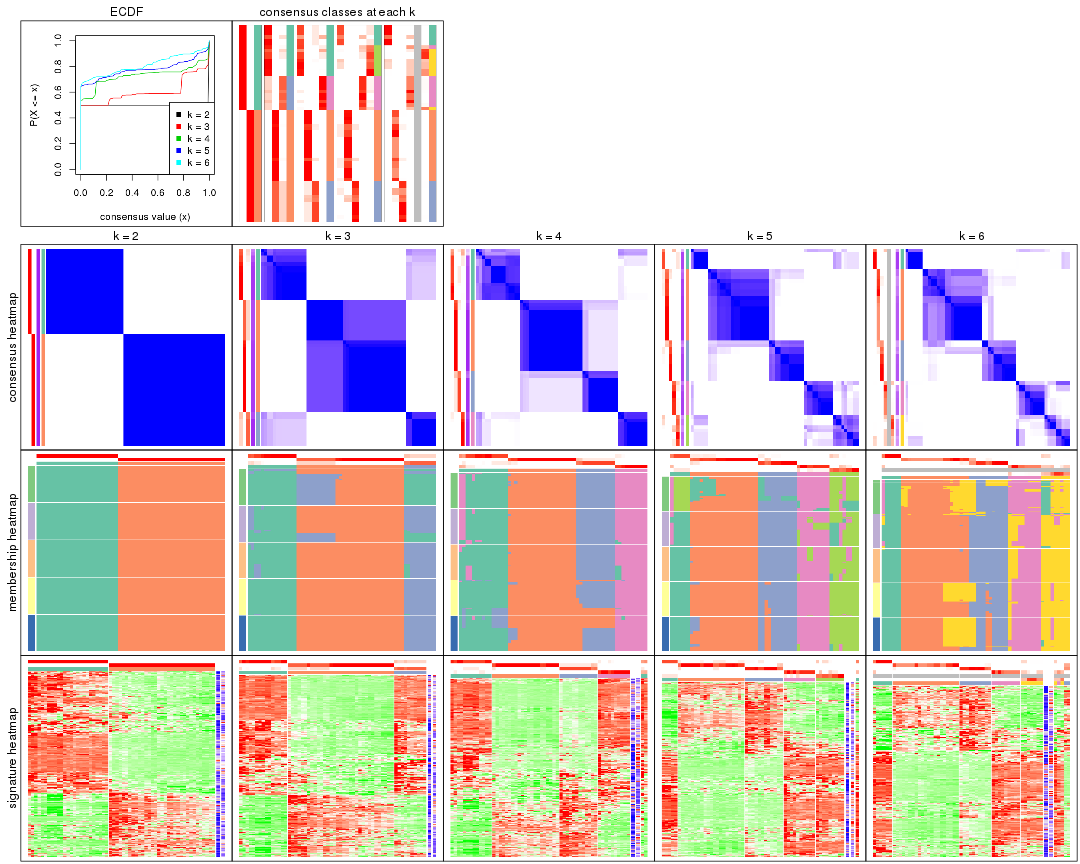 ECDF
consensus classes at each k
P(X <= x)
0.0
0.2
0.4
0.6
0.8
1.0
k = 2
k = 3
k = 4
k = 5
k = 6
0.0 0.2 0.4 0.6 0.8 1.0
consensus value (x)
k = 2
k = 3
k = 4
k = 5
k = 6
consensus heatmap
membership heatmap
signature heatmap